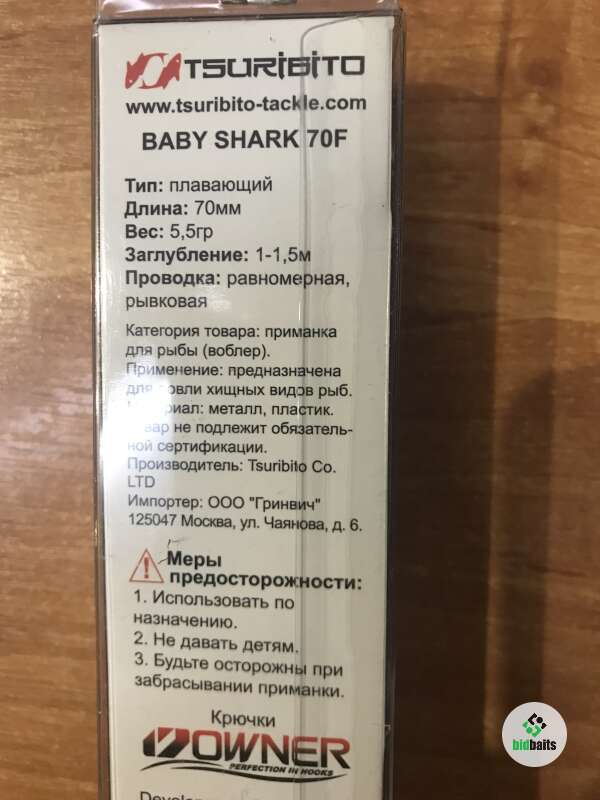 TSURIBITO
www.tsuribito-tackle.com
BABY SHARK 70F
Тип: плавающий
Длина: 70мм
Вес: 5,5гр
Заглубление: 1-1,5м
Проводка: равномерная,
рывковая
Категория товара: приманка
для рыбы (воблер).
Применение: предназначена
для ловли хищных видов рыб.
Материал: металл, пластик.
Товар не подлежит обязатель-
ной сертификации.
Производитель: Tsuribito Co.
LTD
Импортер: ООО "Гринвич"
125047 Москва, ул. Чаянова, д. 6.
Меры
предосторожности:
1. Использовать по
назначению.
2. Не давать детям.
3. Будьте осторожны при
забрасывании приманки.
Крючки
OWNER
PERFECTION IN HOOKS
bidbaits